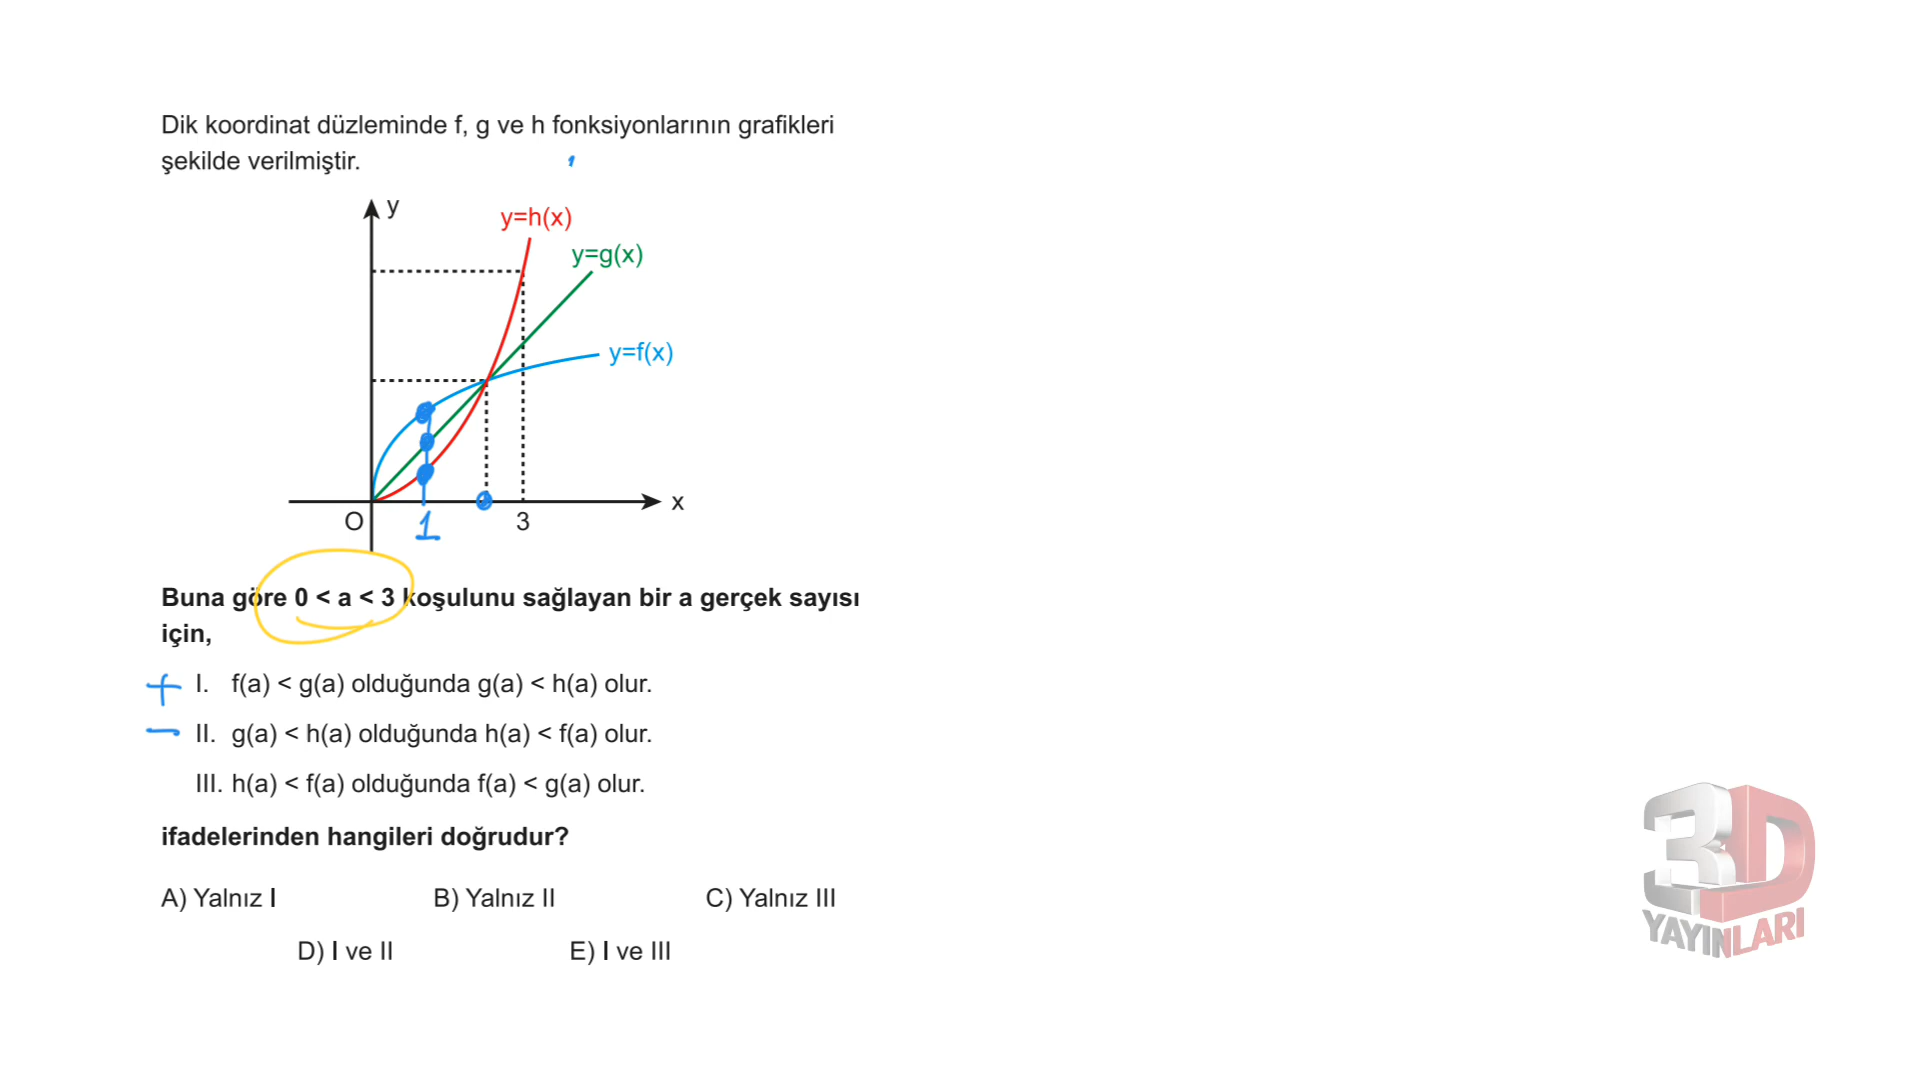 Dik koordinat düzleminde f, g ve h fonksiyonlarının grafikleri
şekilde verilmiştir.
y
y=h(x)
y=g(x)
y=f(x)
x
O
1
3
Buna göre 0 < a < 3 koşulunu sağlayan bir a gerçek sayısı
için,
+ I. f(a) < g(a) olduğunda g(a) < h(a) olur.
– II. g(a) < h(a) olduğunda h(a) < f(a) olur.
III. h(a) < f(a) olduğunda f(a) < g(a) olur.
ifadelerinden hangileri doğrudur?
A) Yalnız I B) Yalnız II C) Yalnız III
D) I ve II E) I ve III
3D
YAYINLARI